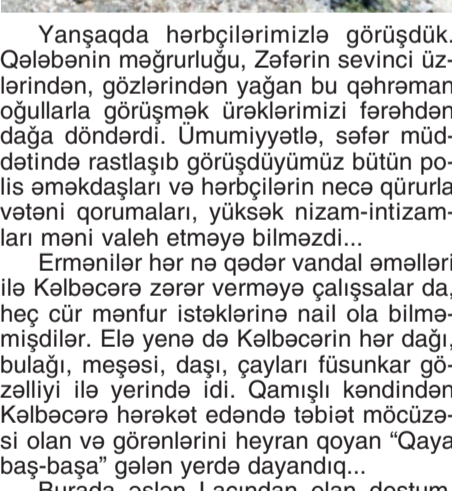 Yanşaqda hərbçilərimizlə görüşdük.
Qələbənin məğrurluğu, Zəfərin sevinci üz-
lərindən, gözlərindən yağan bu qəhrəman
oğullarla görüşmək ürəklərimizi fərəhdən
dağa döndərdi. Ümumiyyətlə, səfər müd-
dətində rastlaşıb görüşdüyümüz bütün po-
lis əməkdaşları və hərbçilərin necə qürurla
vətəni qorumaları, yüksək nizam-intizam-
ları məni valeh etməyə bilməzdi...
Ermənilər hər nə qədər vandal əməlləri
ilə Kəlbəcərə zərər verməyə çalışsalar da,
heç cür mənfur istəklərinə nail ola bilmə-
mişdilər. Elə yenə də Kəlbəcərin hər dağı,
bulağı, meşəsi, daşı, çayları füsunkar gö-
zəlliyi ilə yerində idi. Qamışlı kəndindən
Kəlbəcərə hərəkət edəndə təbiət möcüzə-
si olan və görənlərini heyran qoyan “Qaya
baş-başa” gələn yerdə dayandıq...
Burada əslən Laçından olan dostum